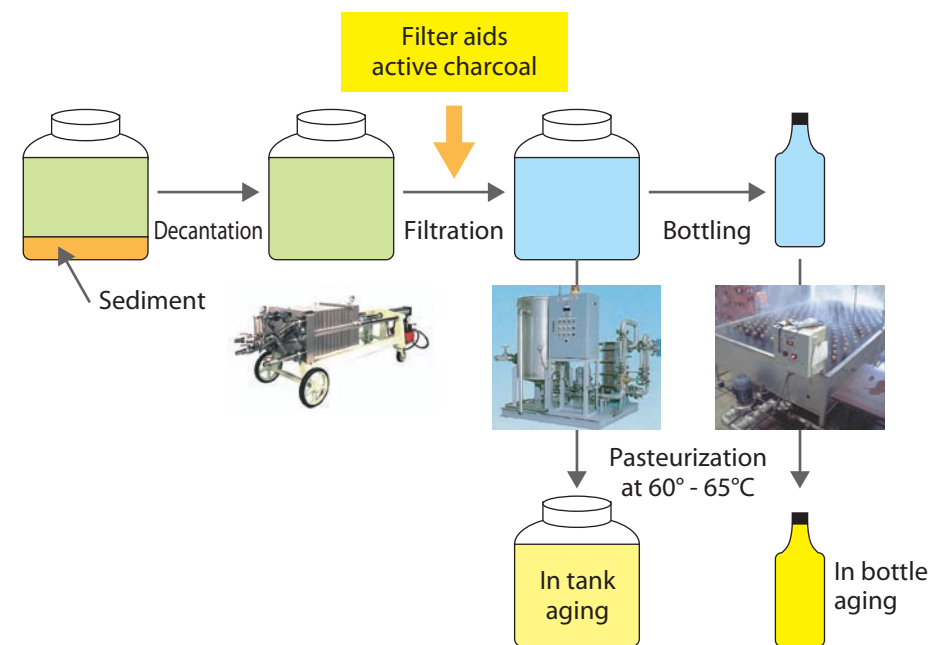 Filter aids
active charcoal
Decantation
Filtration
Bottling
Sediment
Pasteurization
at 60° - 65°C
In tank
aging
In bottle
aging